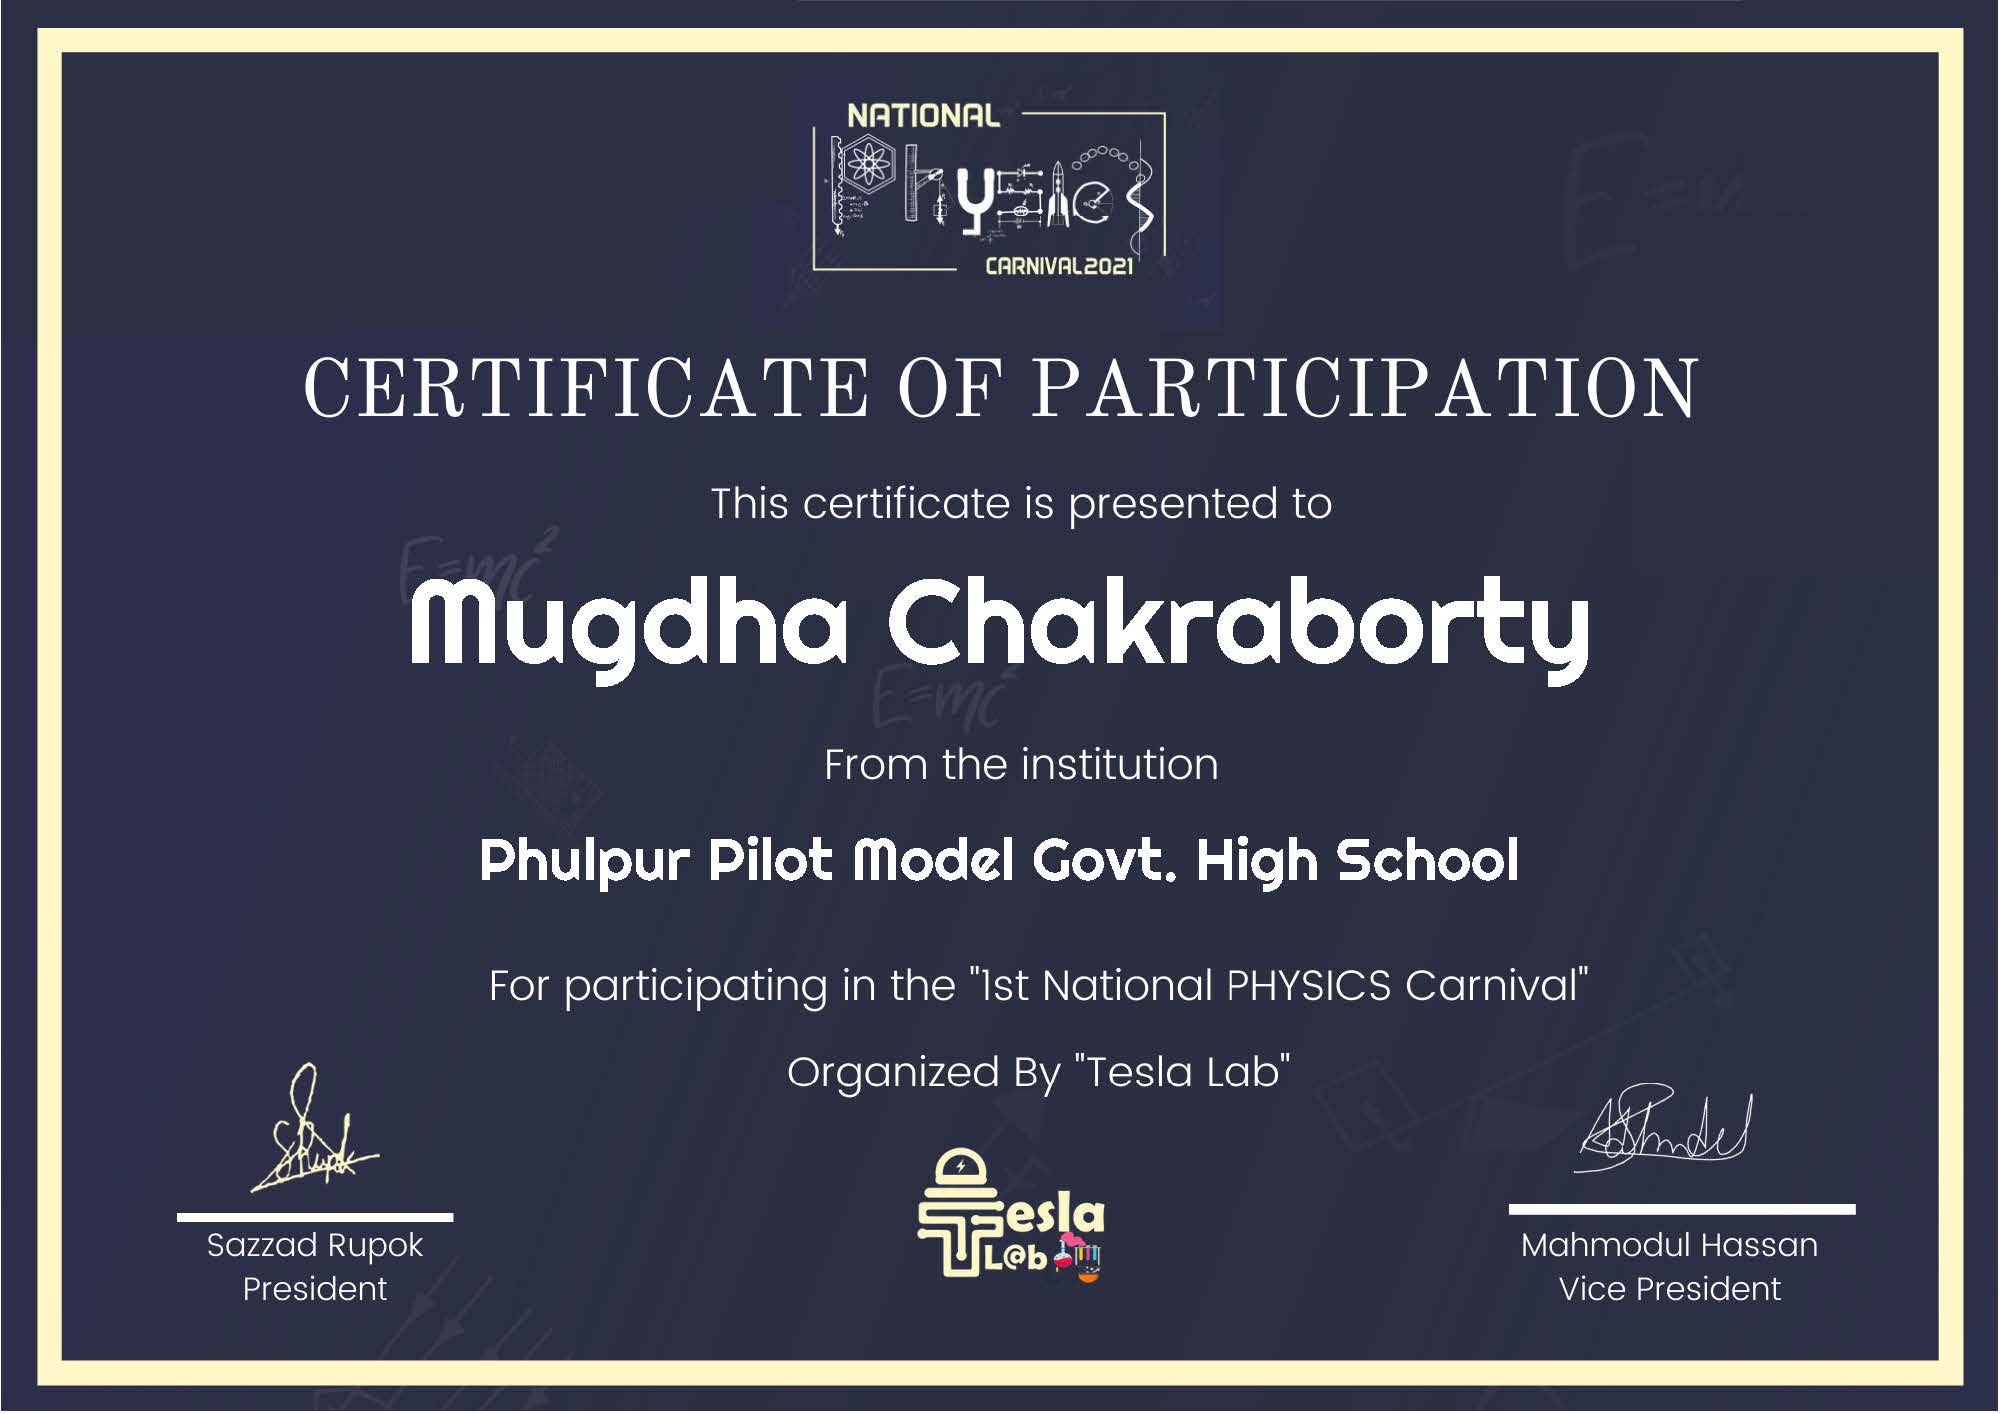 NATIONAL
Physics
CARNIVAL2021
CERTIFICATE OF PARTICIPATION
This certificate is presented to
E=mc²
Mugdha Chakraborty
E=mc²
From the institution
Phulpur Pilot Model Govt. High School
For participating in the "1st National PHYSICS Carnival"
Organized By "Tesla Lab"
Tesla
L@b
Sazzad Rupok
President
Mahmodul Hassan
Vice President